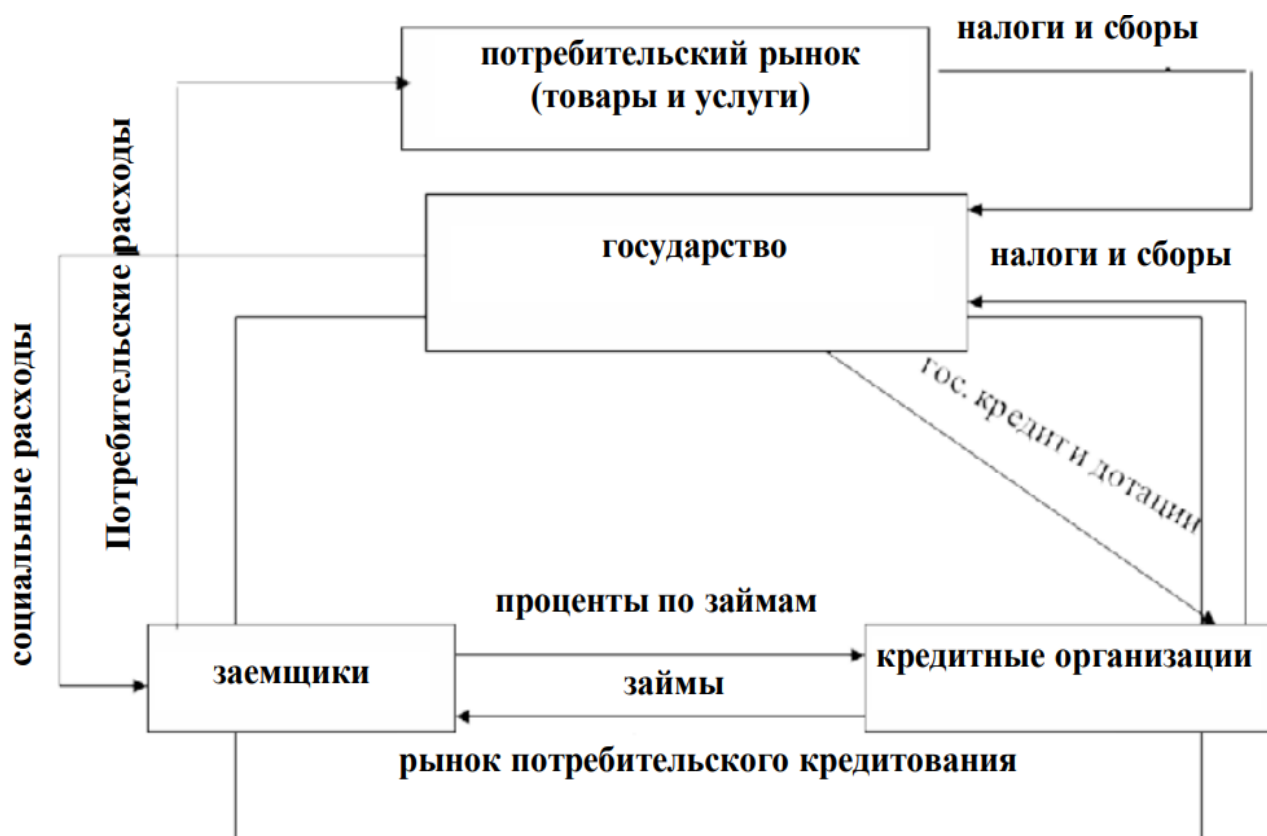 налоги и сборы
потребительский рынок
(товары и услуги)
Потребительские расходы
социальные расходы
государство
налоги и сборы
гос. кредит и дотации
проценты по займам
заемщики
кредитные организации
займы
рынок потребительского кредитования